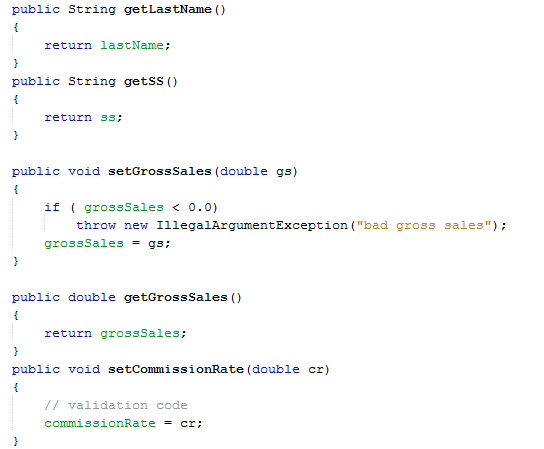 public String getLastName()
{
    return lastName;
}
public String getSS()
{
    return ss;
}

public void setGrossSales(double gs)
{
    if ( grossSales < 0.0)
        throw new IllegalArgumentException("bad gross sales");
    grossSales = gs;
}

public double getGrossSales()
{
    return grossSales;
}
public void setCommissionRate(double cr)
{
    // validation code
    commissionRate = cr;
}